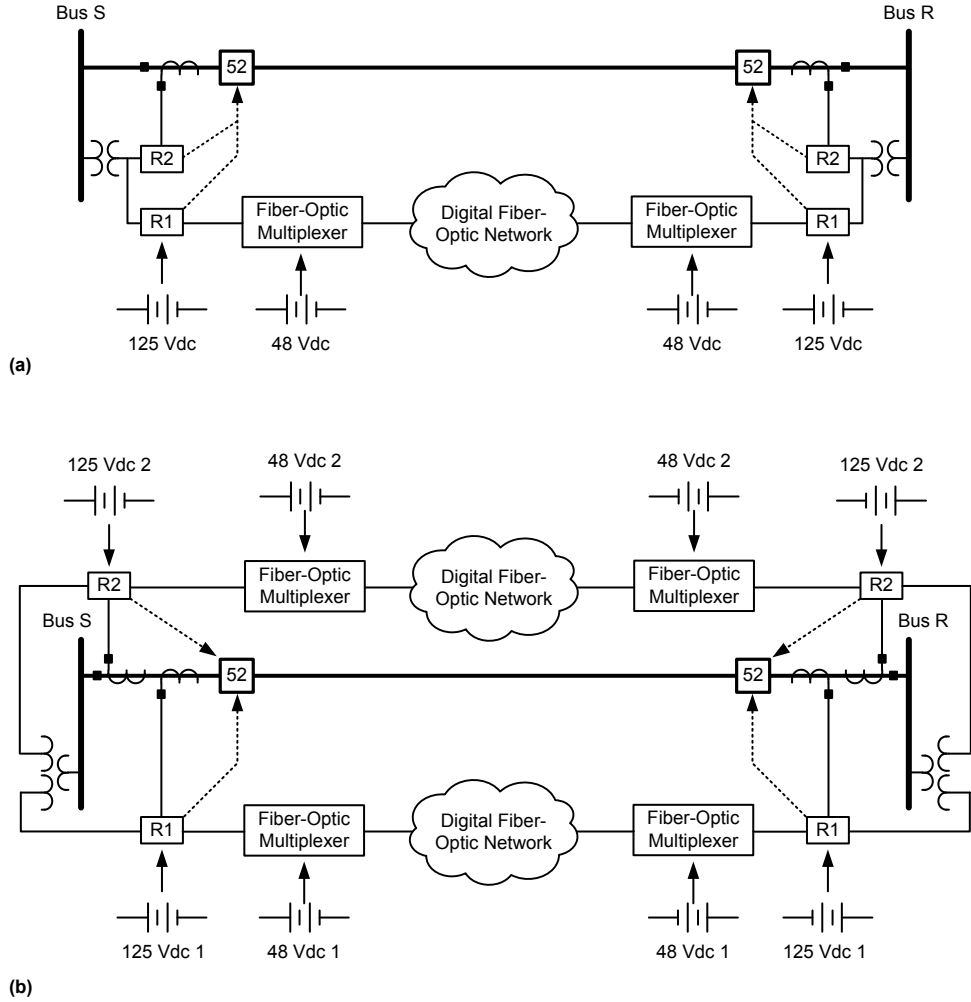 Bus S
Bus R
52
52
R2
R2
R1
Fiber-Optic
Multiplexer
Digital Fiber-
Optic Network
Fiber-Optic
Multiplexer
R1
125 Vdc
48 Vdc
48 Vdc
125 Vdc
(a)
125 Vdc 2
48 Vdc 2
48 Vdc 2
125 Vdc 2
R2
Fiber-Optic
Multiplexer
Digital Fiber-
Optic Network
Fiber-Optic
Multiplexer
R2
Bus S
Bus R
52
52
R1
Fiber-Optic
Multiplexer
Digital Fiber-
Optic Network
Fiber-Optic
Multiplexer
R1
125 Vdc 1
48 Vdc 1
48 Vdc 1
125 Vdc 1
(b)